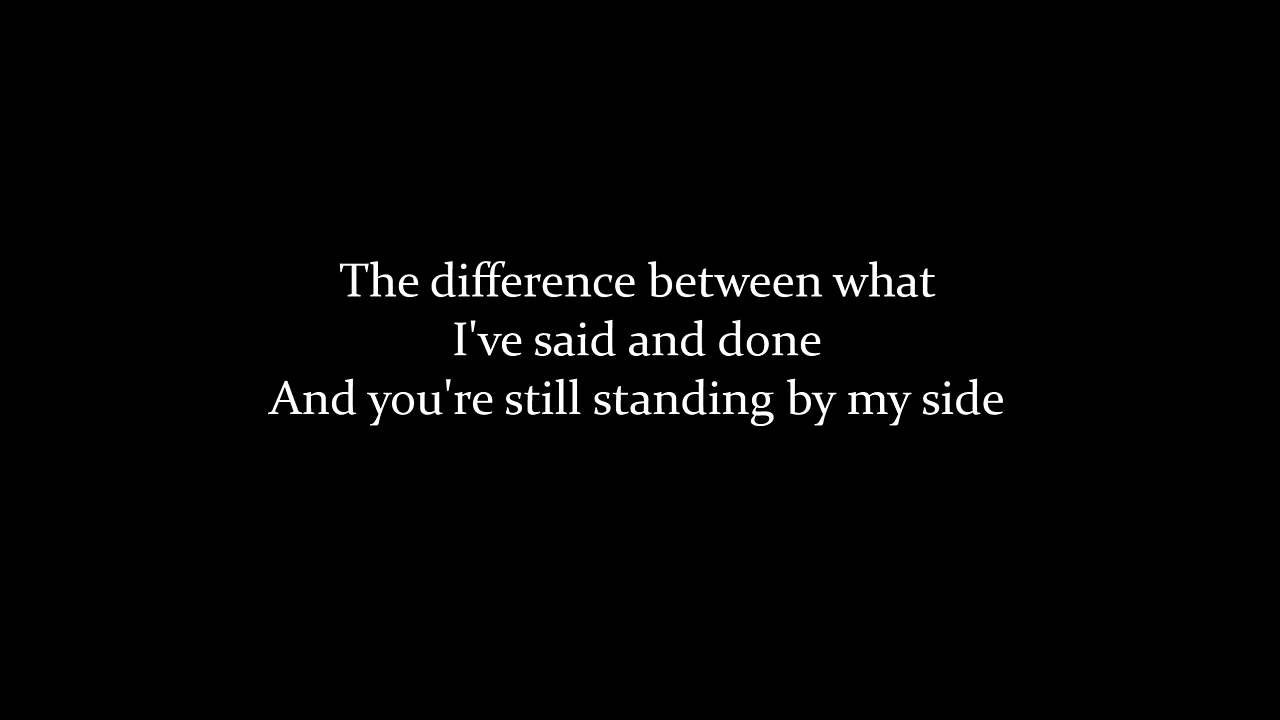 The difference between what
I've said and done
And you're still standing by my side